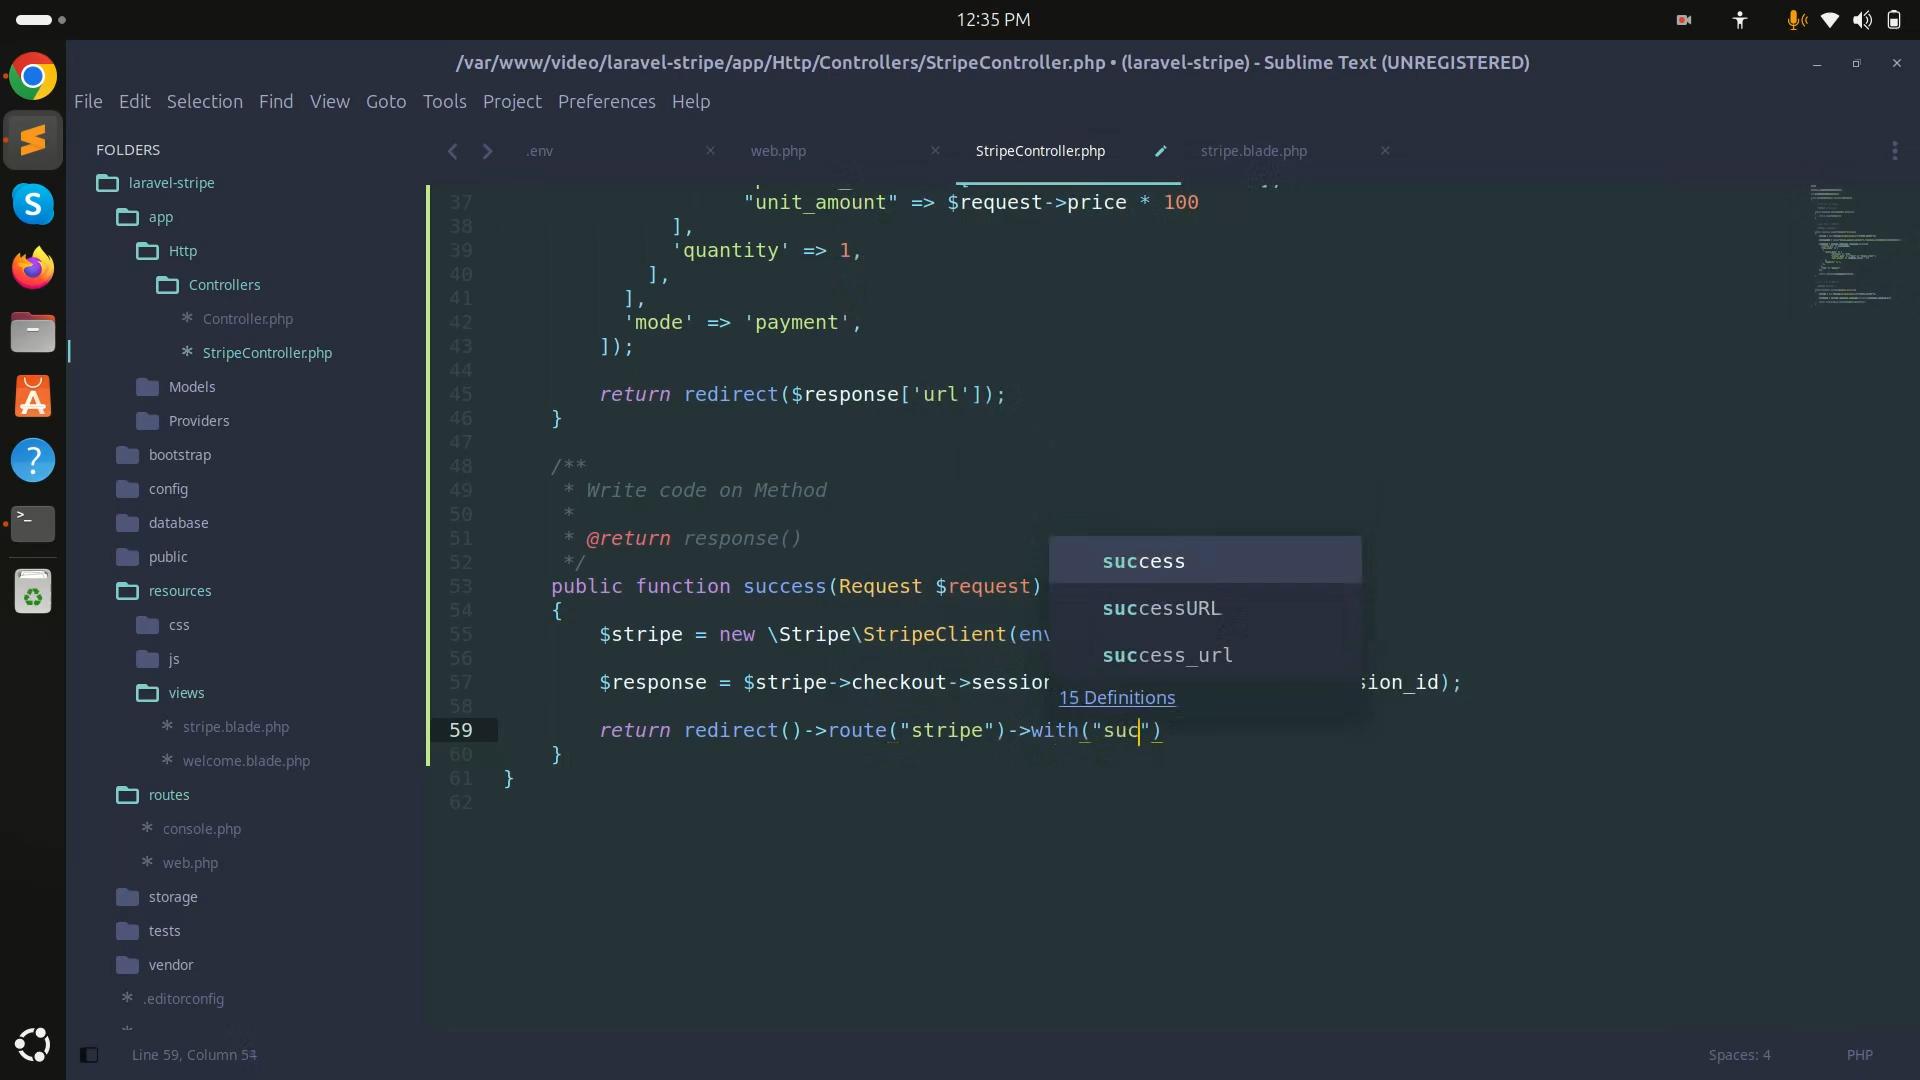 12:35 PM
/var/www/video/laravel-stripe/app/Http/Controllers/StripeController.php • (laravel-stripe) - Sublime Text (UNREGISTERED)
File Edit Selection Find View Goto Tools Project Preferences Help
FOLDERS
laravel-stripe
app
Http
Controllers
Controller.php
StripeController.php
Models
Providers
bootstrap
config
database
public
resources
css
js
views
stripe.blade.php
welcome.blade.php
routes
console.php
web.php
storage
tests
vendor
.editorconfig
.env web.php StripeController.php stripe.blade.php
37 "unit_amount" => $request->price * 100
38 ],
39 'quantity' => 1,
40 ],
41 ],
42 'mode' => 'payment',
43 ]);
44
45 return redirect($response['url']);
46 }
47
48 /**
49 * Write code on Method
50 *
51 * @return response()
52 */
53 public function success(Request $request)
54 {
55 $stripe = new \Stripe\StripeClient(env
56
57 $response = $stripe->checkout->session
58
59 return redirect()->route("stripe")->with("suc")
60 }
61 }
62
success
successURL
success_url
15 Definitions
sion_id);
Line 59, Column
Spaces: 4
PHP